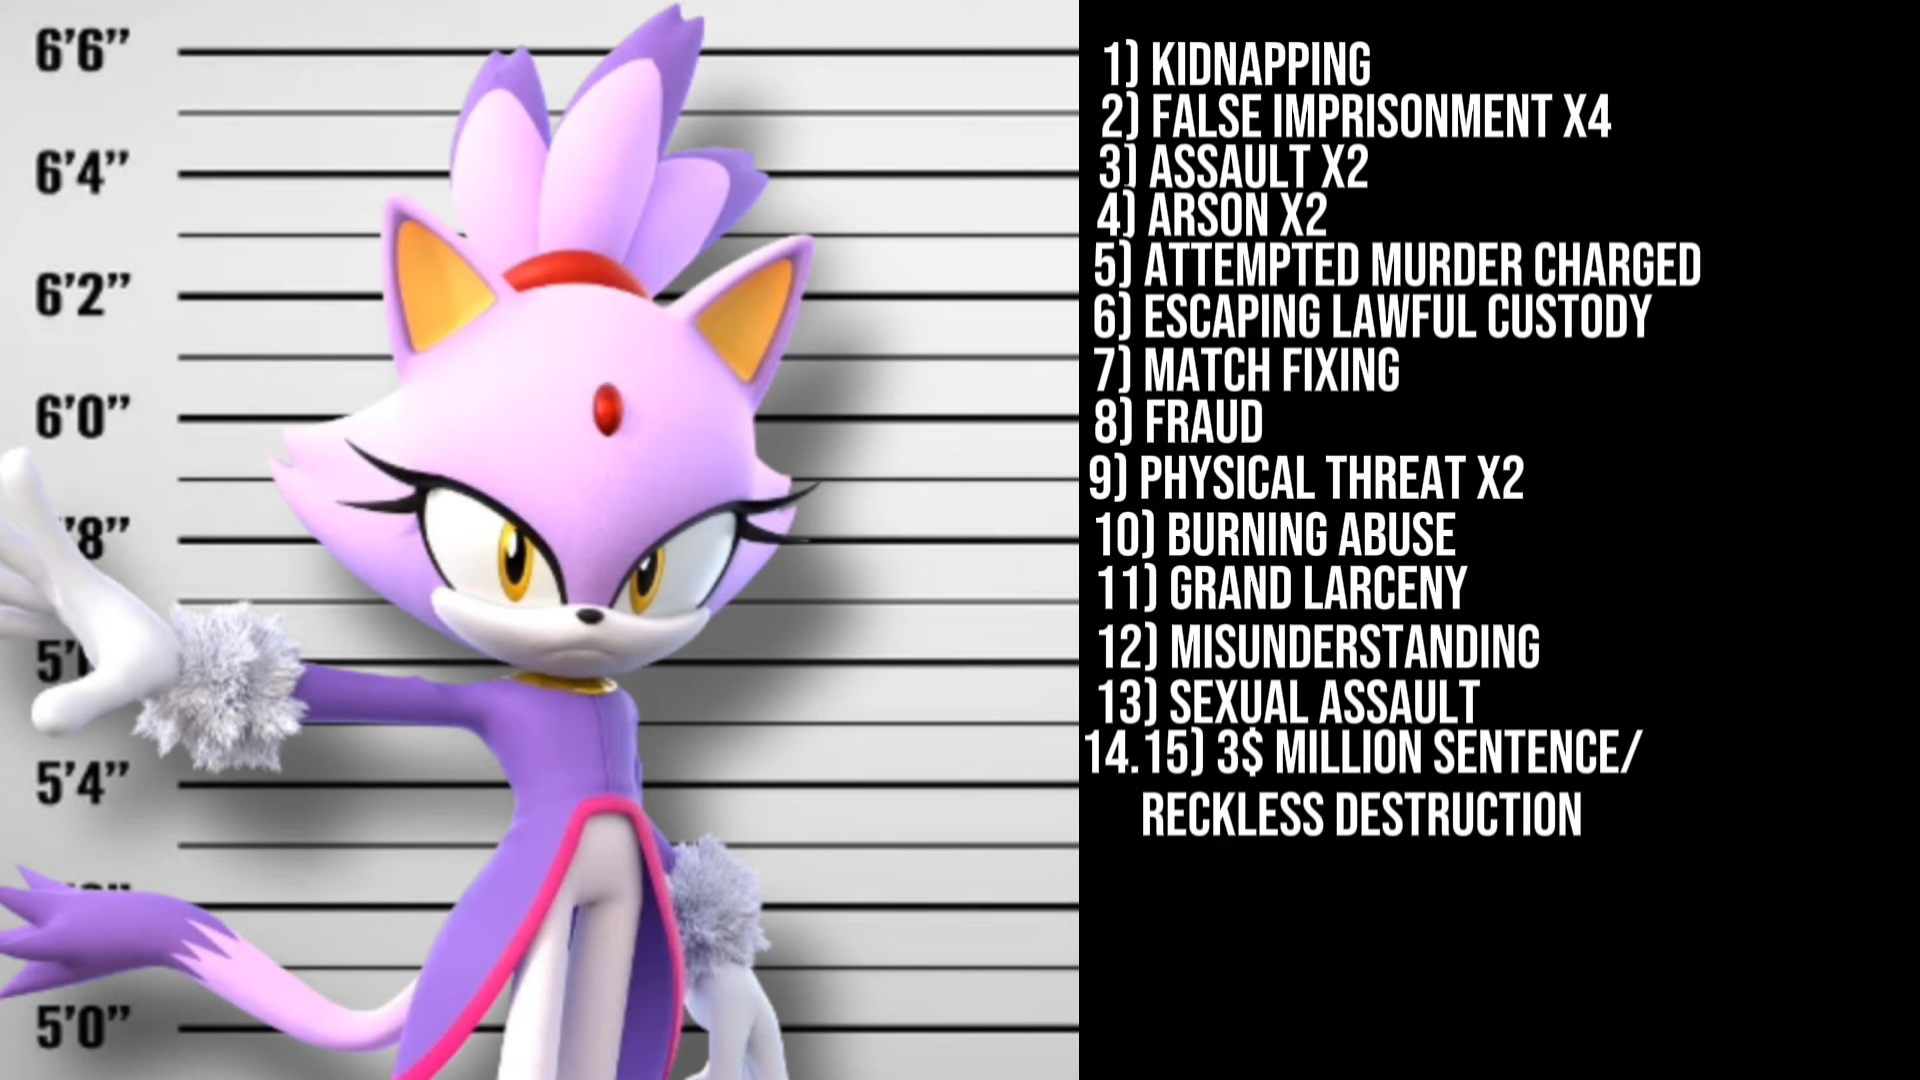 6'6”
6'4”
6'2”
6'0”
'8”
5'1
5'4”
5'0”
1) KIDNAPPING
2) FALSE IMPRISONMENT X4
3) ASSAULT X2
4) ARSON X2
5) ATTEMPTED MURDER CHARGED
6) ESCAPING LAWFUL CUSTODY
7) MATCH FIXING
8) FRAUD
9) PHYSICAL THREAT X2
10) BURNING ABUSE
11) GRAND LARCENY
12) MISUNDERSTANDING
13) SEXUAL ASSAULT
14.15) 3$ MILLION SENTENCE/
RECKLESS DESTRUCTION